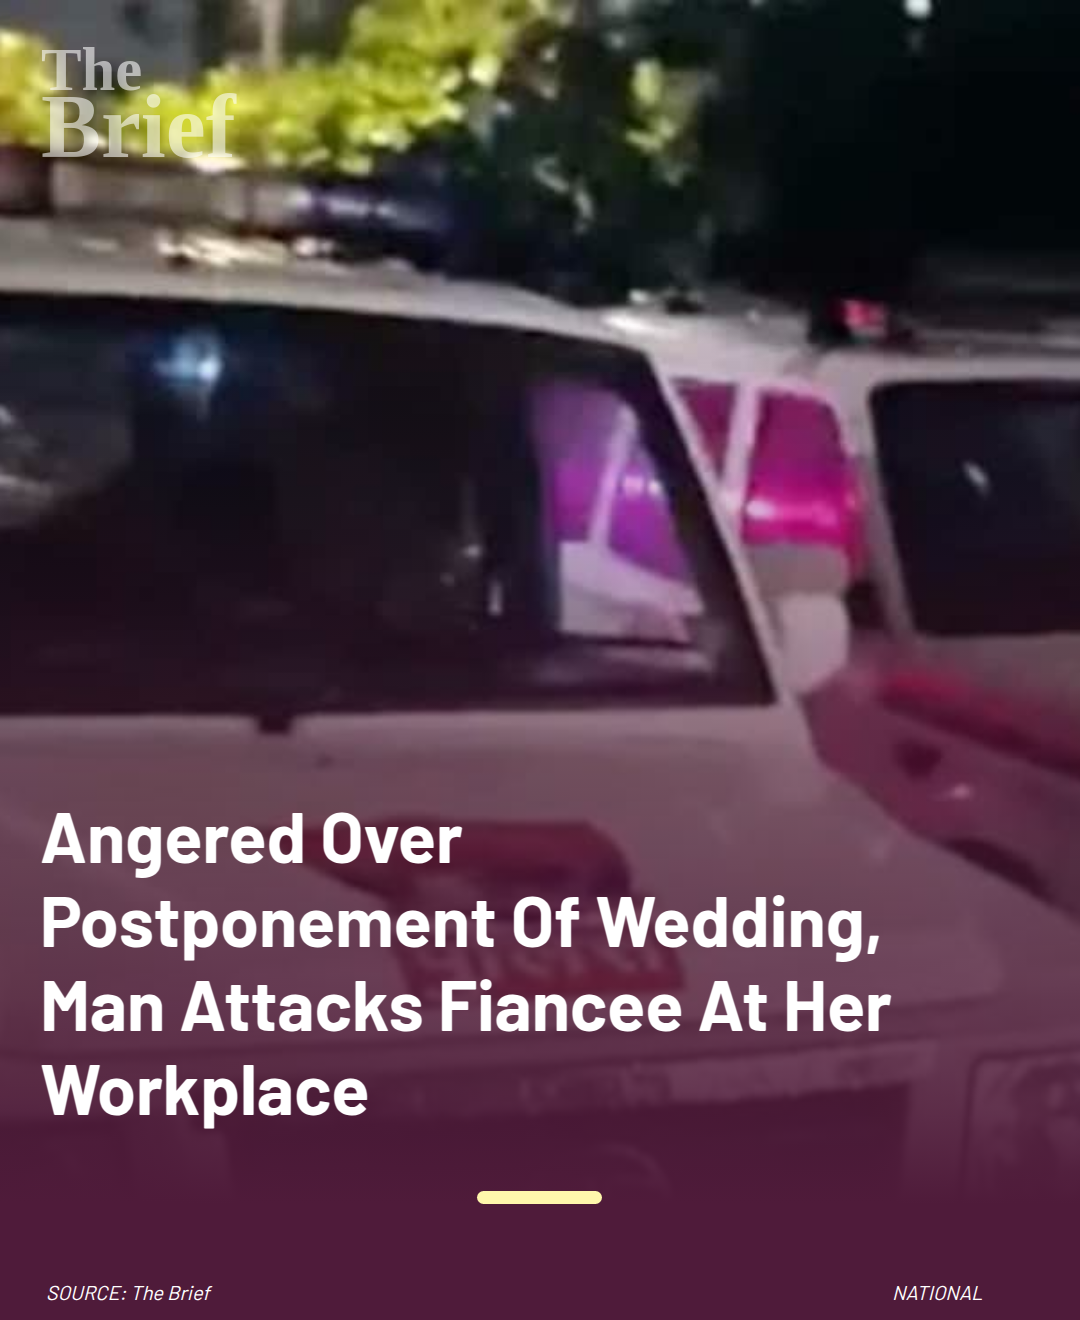 The
Brief
Angered Over
Postponement Of Wedding,
Man Attacks Fiancee At Her
Workplace
SOURCE: The Brief
NATIONAL